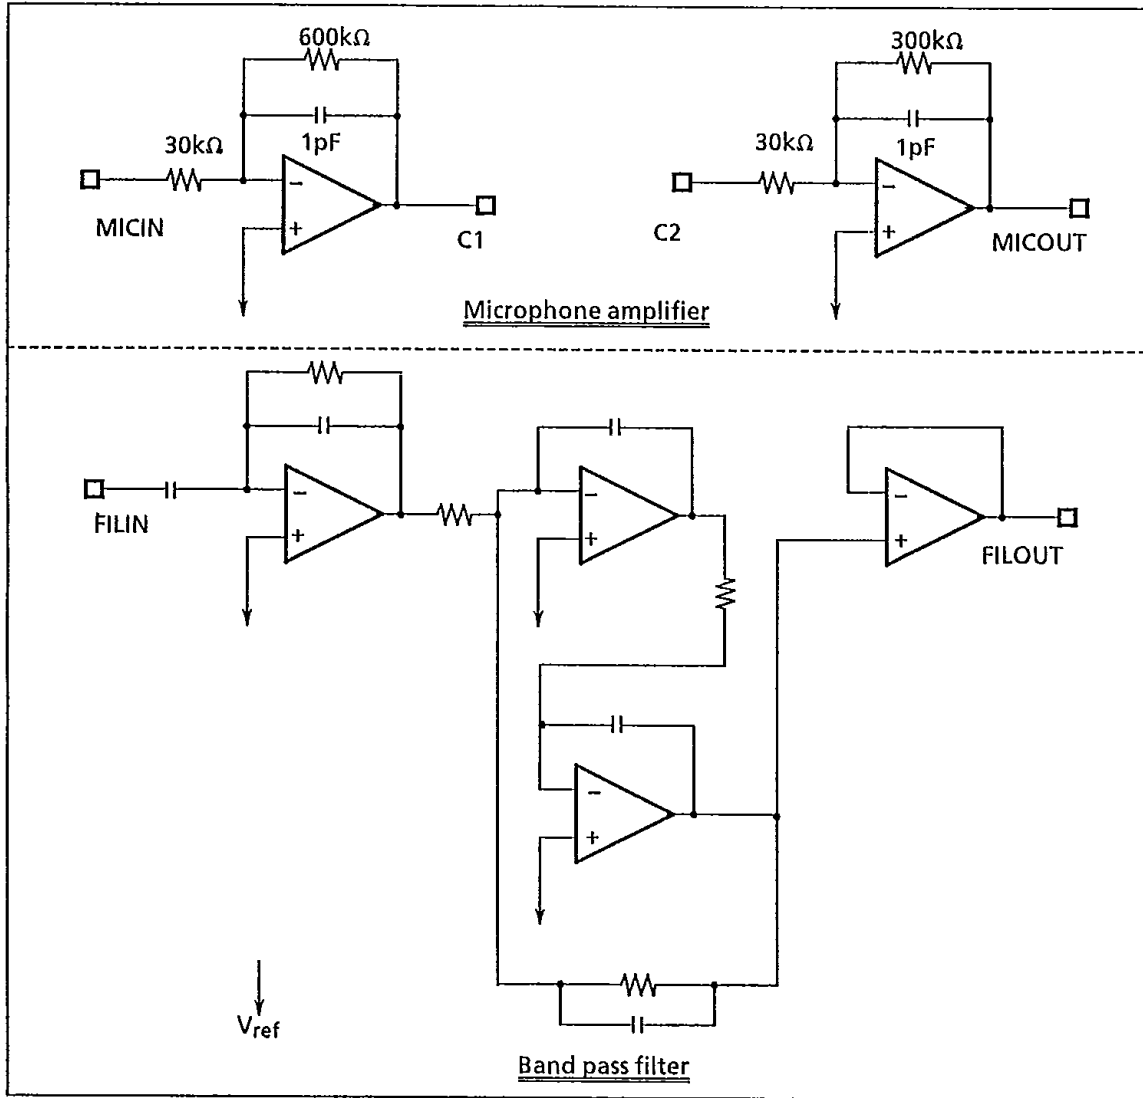 600kΩ
300kΩ
30kΩ
1pF
30kΩ
1pF
−
−
MICIN
+
C1
C2
+
MICOUT
Microphone amplifier
−
−
−
FILIN
+
+
+
FILOUT
−
+
Vref
Band pass filter